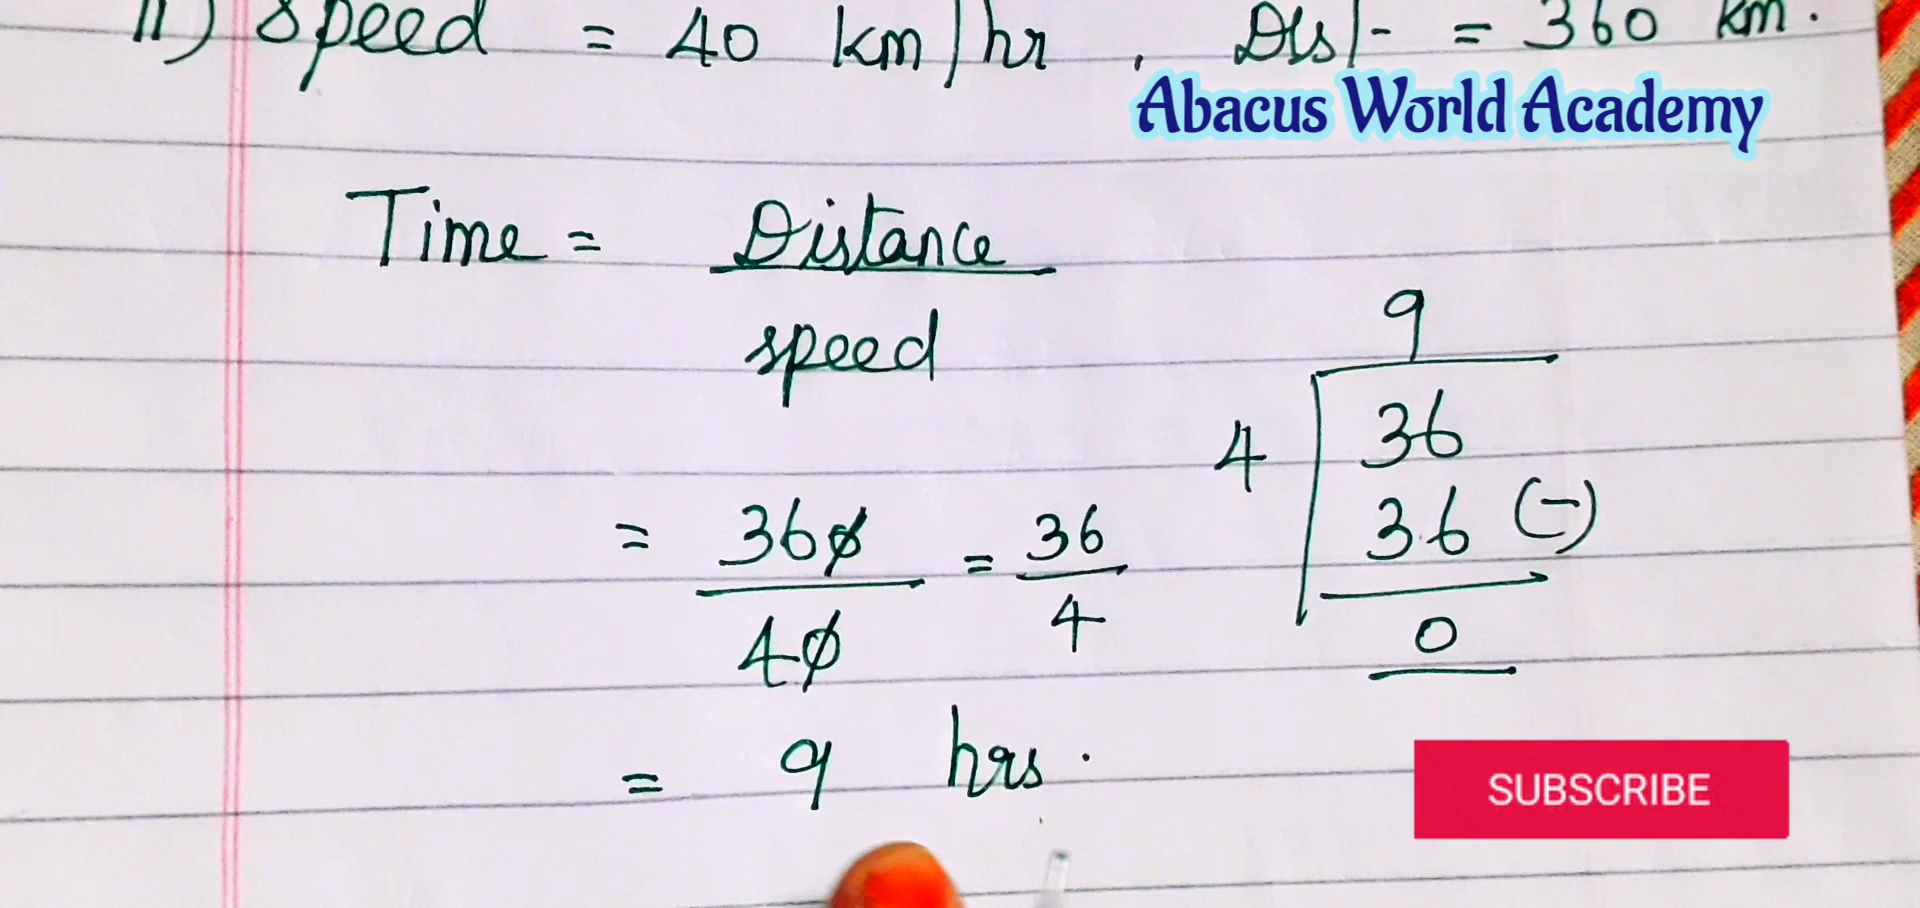 11) Speed = 40 km/hr, Dist- = 360 km.
Abacus World Academy
Time = Distance
speed
9
4 36
36 (-)
= 360 = 36
40 4
0
= 9 hrs.
SUBSCRIBE